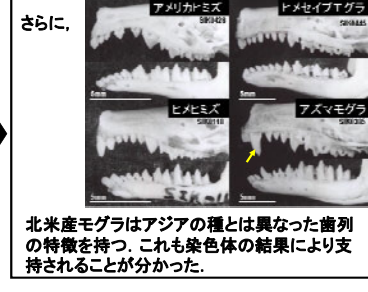 さらに,
アメリカヒミズ
ヒメセイブモグラ
ヒメヒミズ
アズマモグラ
5mm
5mm
北米産モグラはアジアの種とは異なった歯列
の特徴を持つ. これも染色体の結果により支
持されることが分かった.